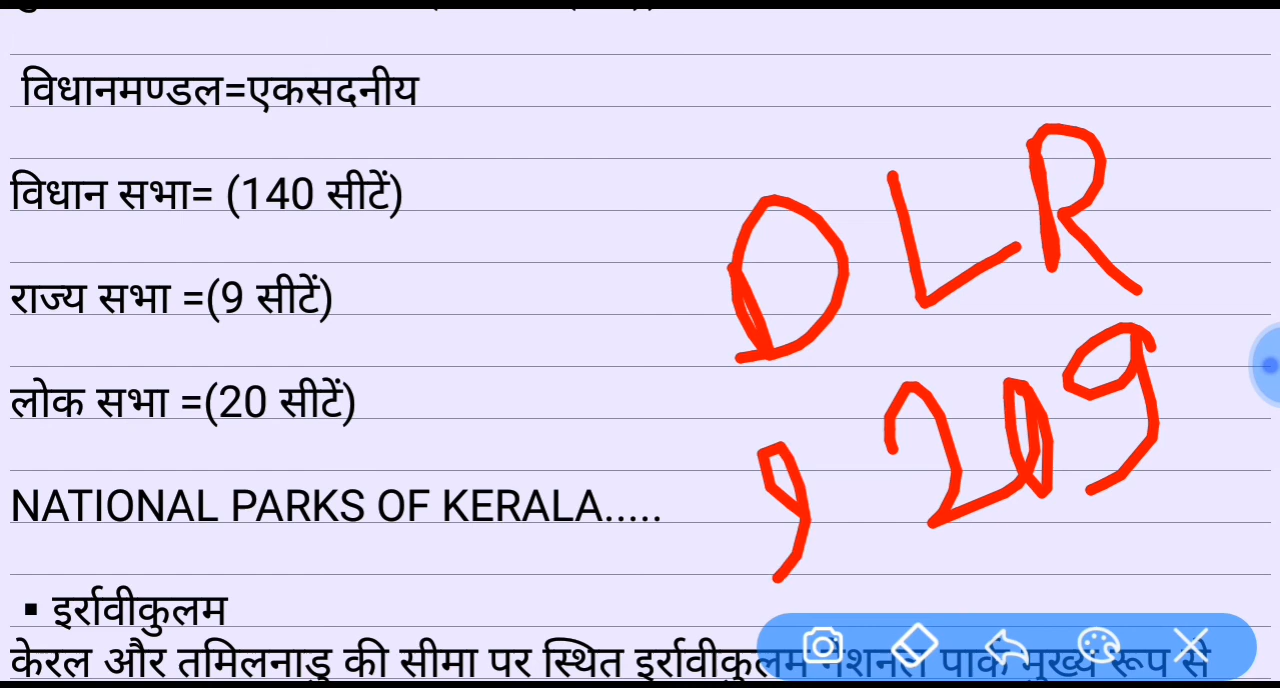 विधानमण्डल=एकसदनीय
विधान सभा= (140 सीटें)
राज्य सभा =(9 सीटें)
लोक सभा =(20 सीटें)
NATIONAL PARKS OF KERALA.....
▪ इर्रावीकुलम
केरल और तमिलनाडु की सीमा पर स्थित इर्रावीकुलम नेशनल पार्क मुख्य रूप से
DLR
9 209